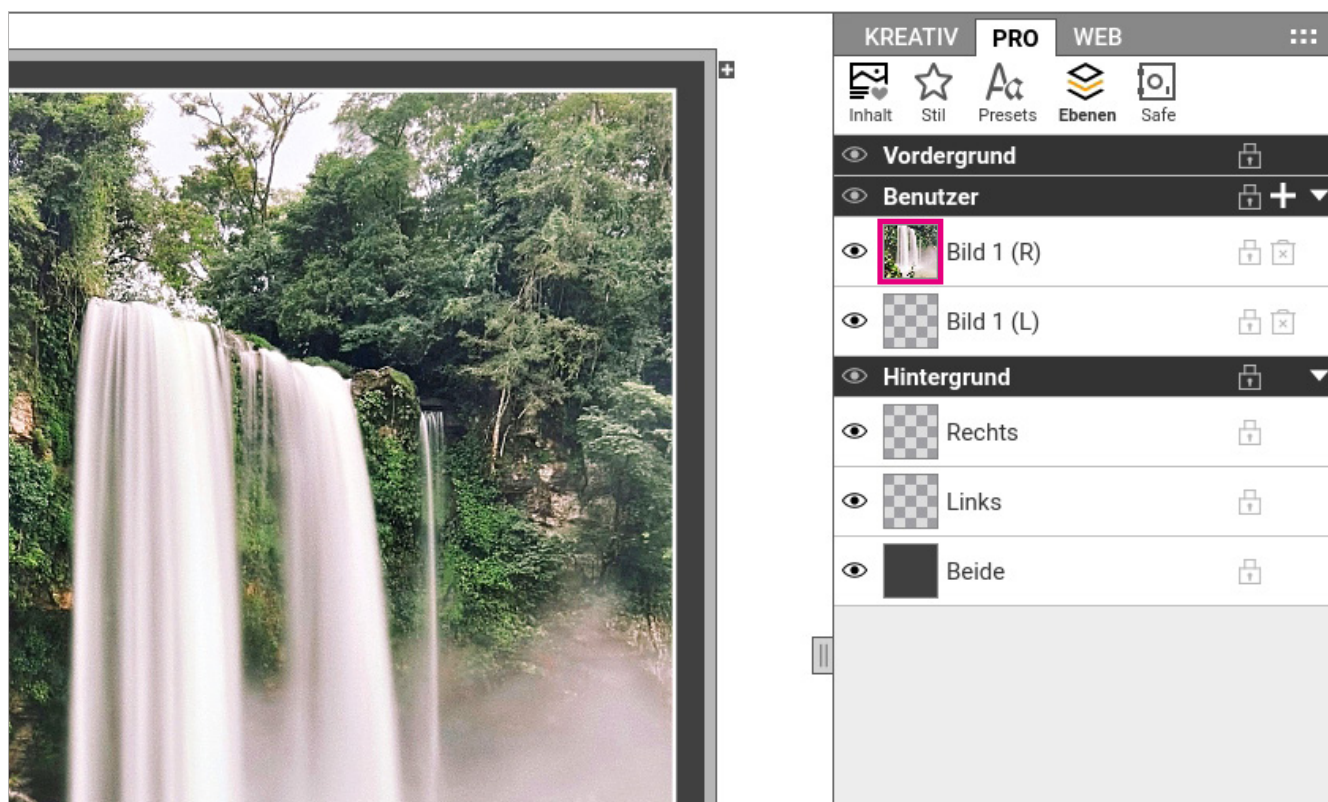 KREATIV PRO WEB
Inhalt Stil Presets Ebenen Safe
Vordergrund
Benutzer
Bild 1 (R)
Bild 1 (L)
Hintergrund
Rechts
Links
Beide